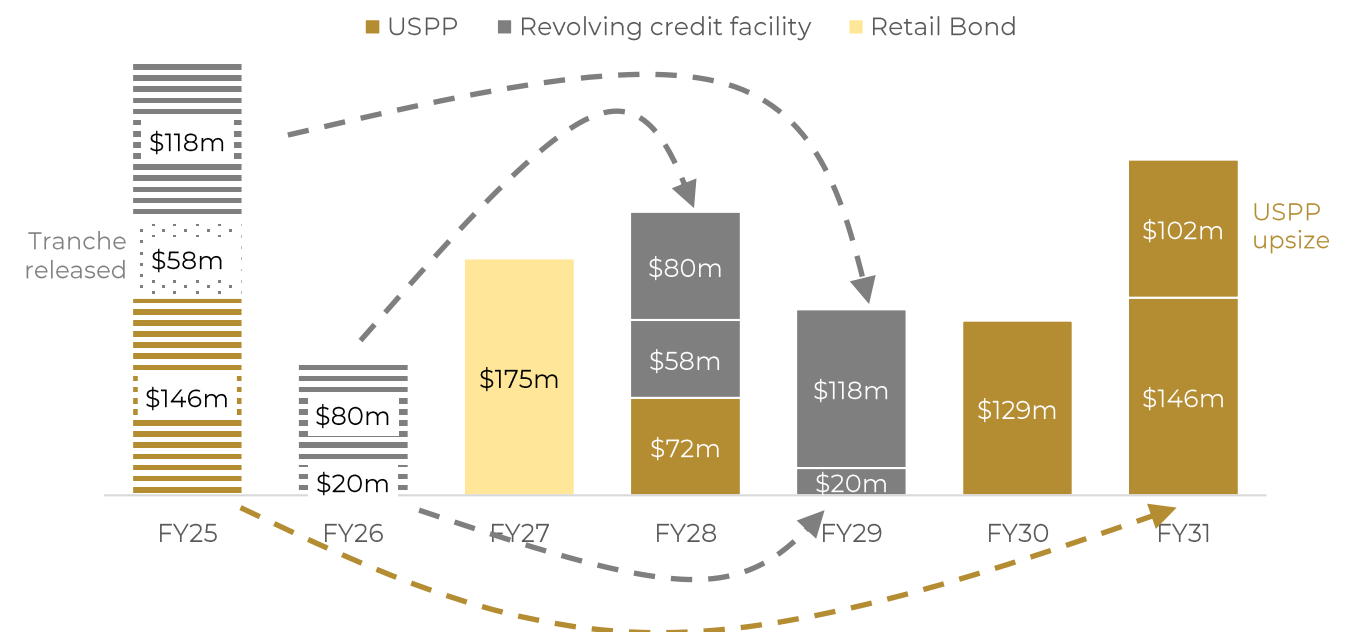 USPP
Revolving credit facility
Retail Bond
$118m
Tranche
released
$58m
$146m
$80m
$20m
$175m
$80m
$58m
$72m
$118m
$20m
$129m
$102m
$146m
USPP
upsize
FY25
FY26
FY27
FY28
FY29
FY30
FY31